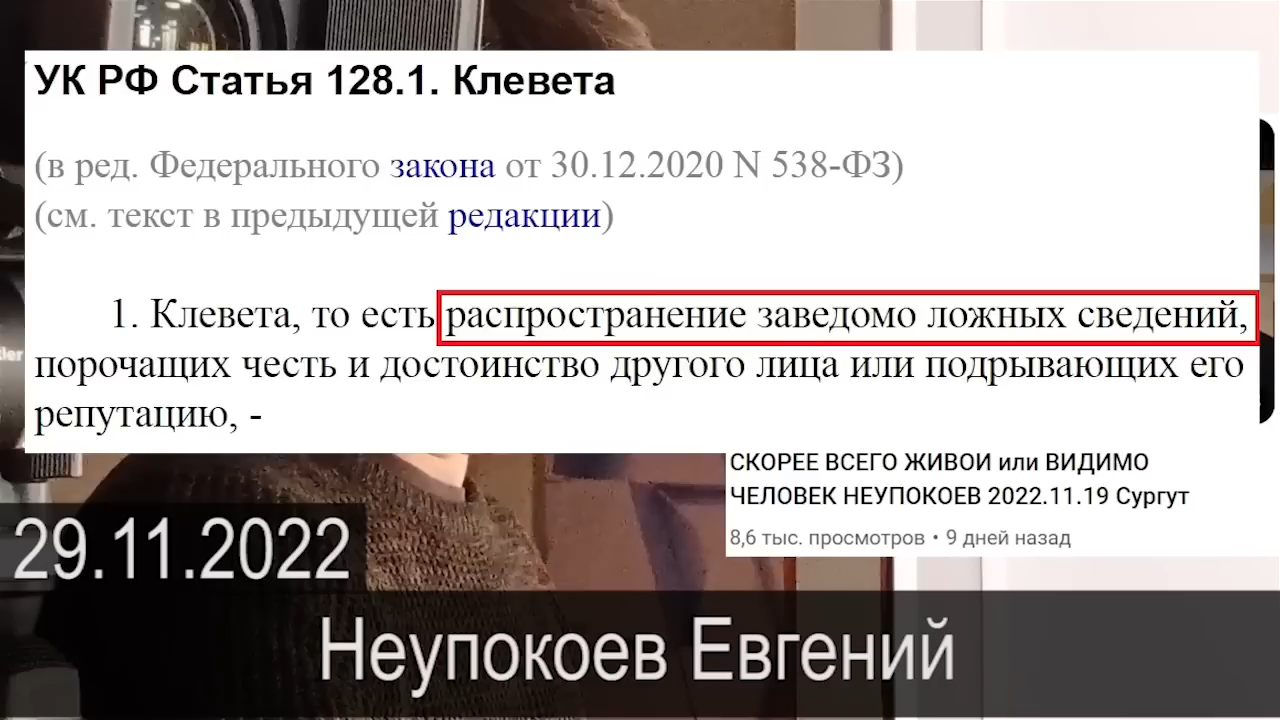 УК РФ Статья 128.1. Клевета
(в ред. Федерального закона от 30.12.2020 N 538-ФЗ)
(см. текст в предыдущей редакции)
1. Клевета, то есть распространение заведомо ложных сведений,
порочащих честь и достоинство другого лица или подрывающих его
репутацию, -
ler
СКОРЕЕ ВСЕГО ЖИВОИ или ВИДИМО
ЧЕЛОВЕК НЕУПОКОЕВ 2022.11.19 Сургут
8,6 тыс. просмотров • 9 дней назад
29.11.2022
Неупокоев Евгений